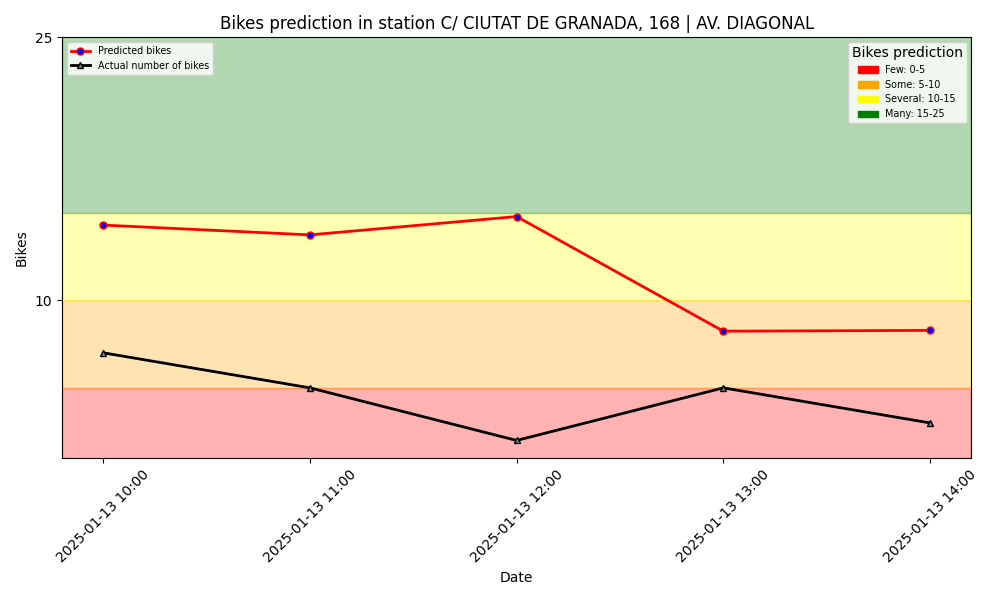 Bikes prediction in station C/ CIUTAT DE GRANADA, 168 | AV. DIAGONAL
25
Predicted bikes
Actual number of bikes
Bikes prediction
Few: 0-5
Some: 5-10
Several: 10-15
Many: 15-25
Bikes
10
2025-01-13 10:00
2025-01-13 11:00
2025-01-13 12:00
2025-01-13 13:00
2025-01-13 14:00
Date